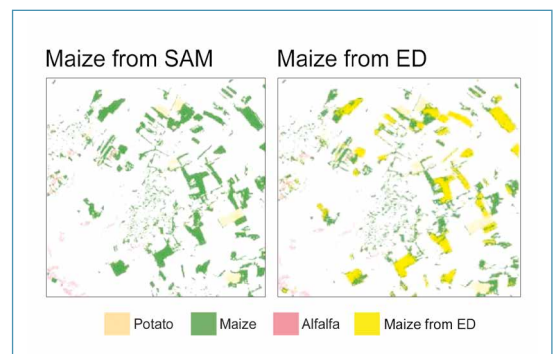 Maize from SAM
Maize from ED
Potato
Maize
Alfalfa
Maize from ED